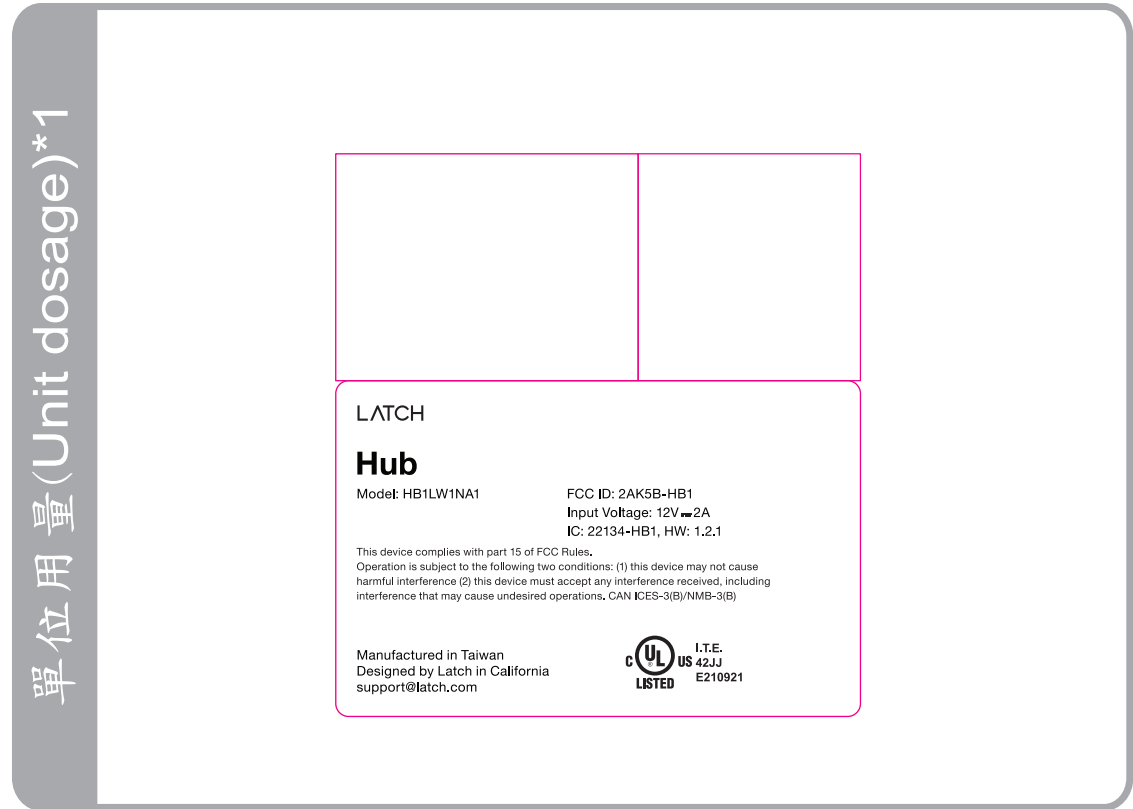 單位用量(Unit dosage)*1
LATCH
Hub
Model: HB1LW1NA1
FCC ID: 2AK5B-HB1
Input Voltage: 12V⎓2A
IC: 22134-HB1, HW: 1.2.1
This device complies with part 15 of FCC Rules.
Operation is subject to the following two conditions: (1) this device may not cause
harmful interference (2) this device must accept any interference received, including
interference that may cause undesired operations. CAN ICES-3(B)/NMB-3(B)
Manufactured in Taiwan
Designed by Latch in California
support@latch.com
C UL® US
LISTED
I.T.E.
42JJ
E210921